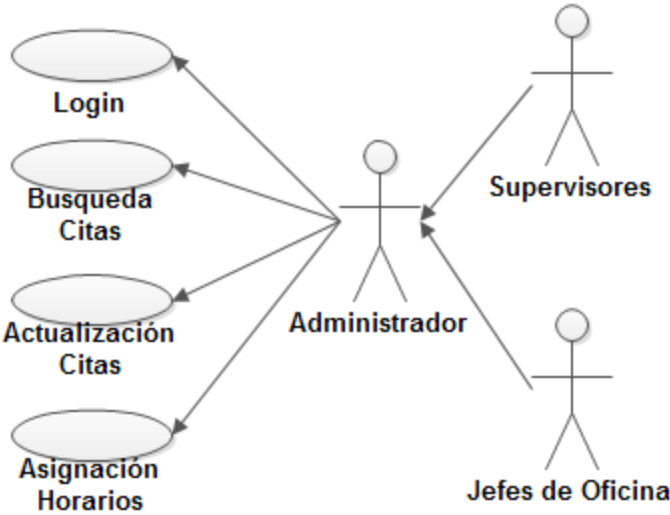 Login
Busqueda
Citas
Actualización
Citas
Asignación
Horarios
Administrador
Supervisores
Jefes de Oficina